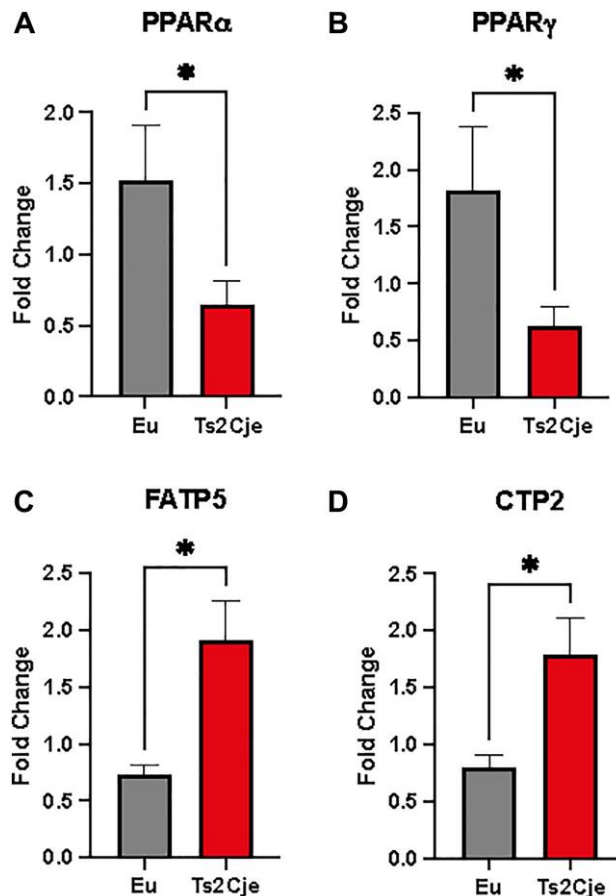 A
PPARα
*
Fold Change
2.0
1.5
1.0
0.5
0.0
Eu
Ts2Cje
B
PPARγ
*
Fold Change
2.5
2.0
1.5
1.0
0.5
0.0
Eu
Ts2Cje
C
FATP5
*
Fold Change
2.5
2.0
1.5
1.0
0.5
0.0
Eu
Ts2Cje
D
CTP2
*
Fold Change
2.5
2.0
1.5
1.0
0.5
0.0
Eu
Ts2Cje